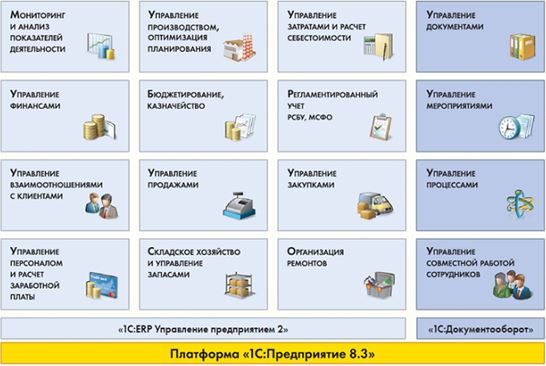 Мониторинг
и анализ
показателей
деятельности
Управление
производством,
оптимизация
планирования
Управление
затратами и расчет
себестоимости
Управление
документами
Управление
финансами
Бюджетирование,
казначейство
Регламентированный
учет
РСБУ, МСФО
Управление
мероприятиями
Управление
взаимоотношениями
с клиентами
Управление
продажами
Управление
закупками
Управление
процессами
Управление
персоналом
и расчет
заработной
платы
Складское хозяйство
и управление
запасами
Организация
ремонтов
Управление
совместной работой
сотрудников
«1С:ERP Управление предприятием 2»
«1С:Документооборот»
Платформа «1С:Предприятие 8.3»